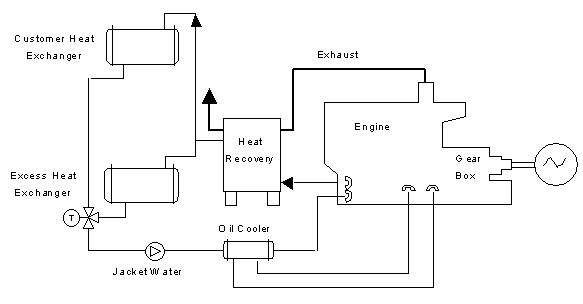 Customer Heat
Exchanger
Exhaust
Engine
Heat
Recovery
Gear
Box
Excess Heat
Exchanger
T
Oil Cooler
Jacket Water